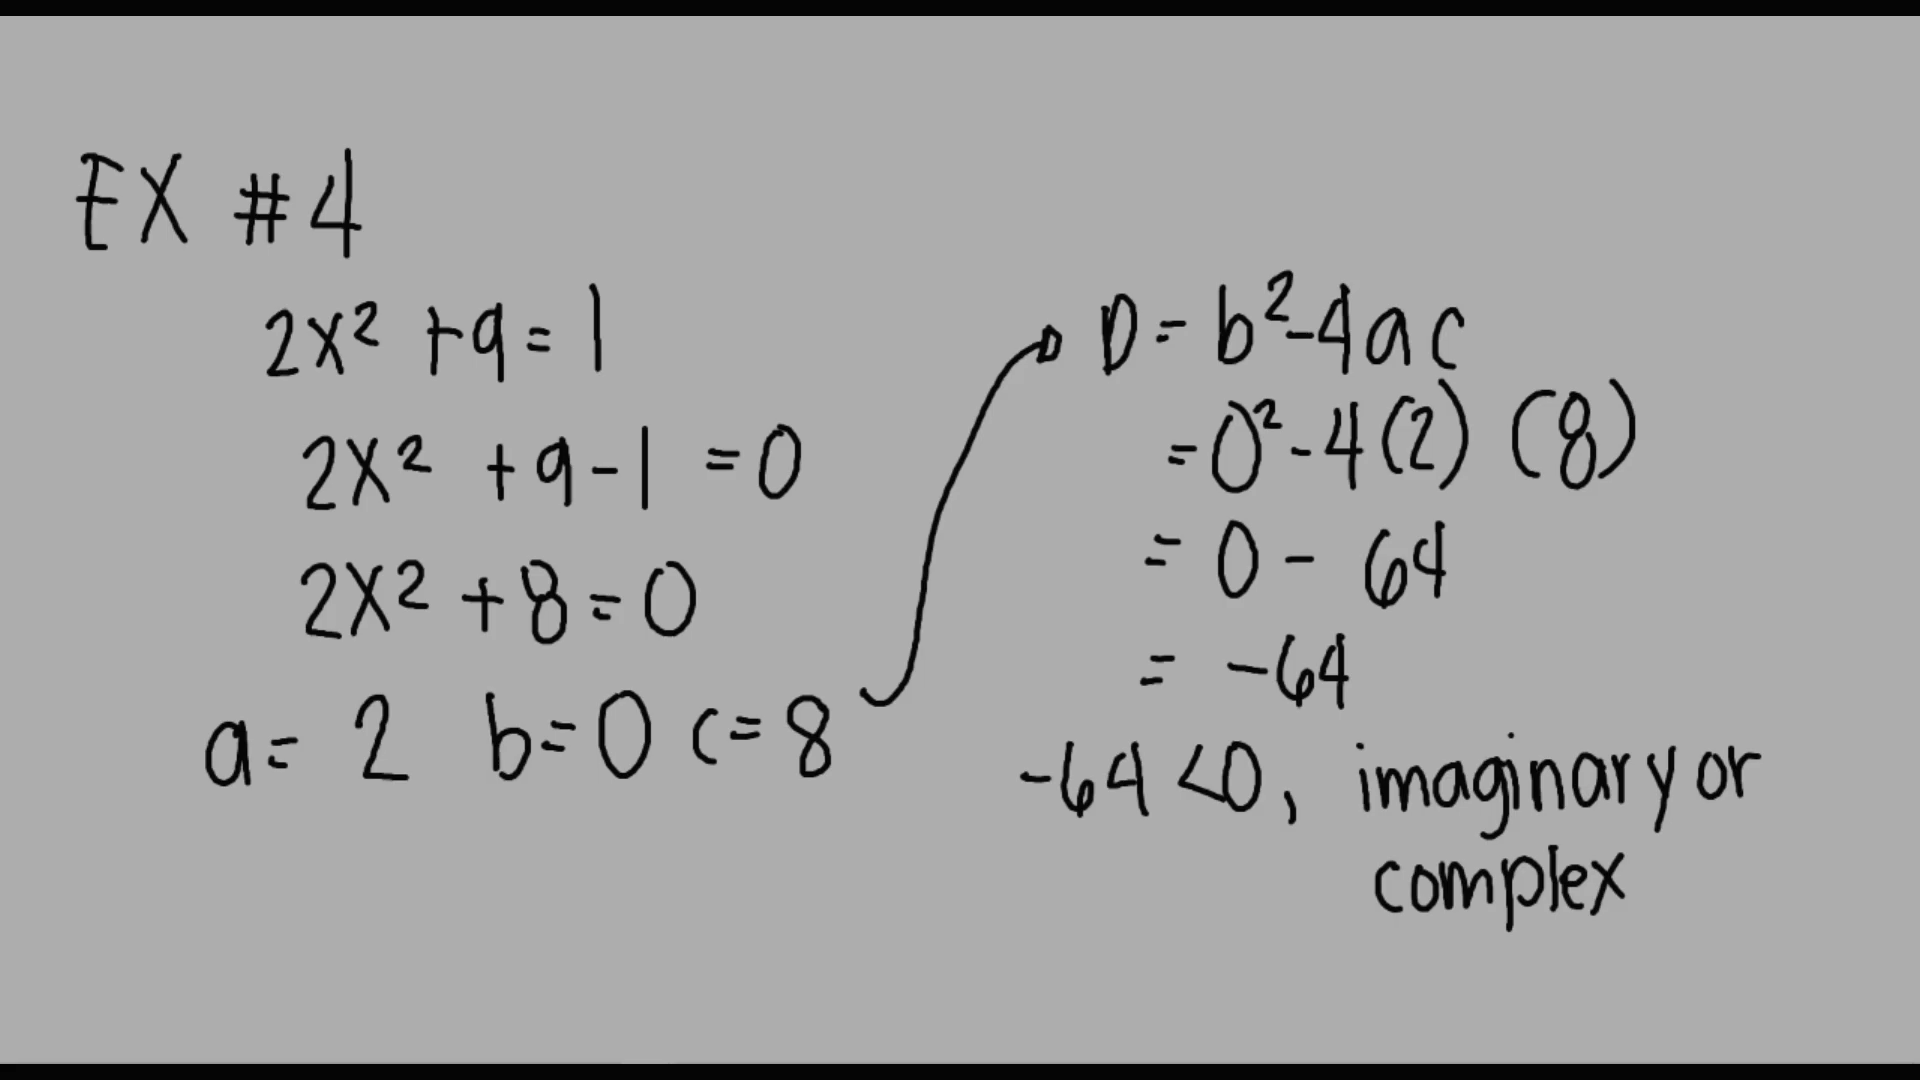 EX #4
2x² + 9 = 1
2x² + 9 - 1 = 0
2x² + 8 = 0
a = 2 b = 0 c = 8
D = b² - 4ac
= 0² - 4 (2) (8)
= 0 - 64
= -64
-64 < 0, imaginary or
complex